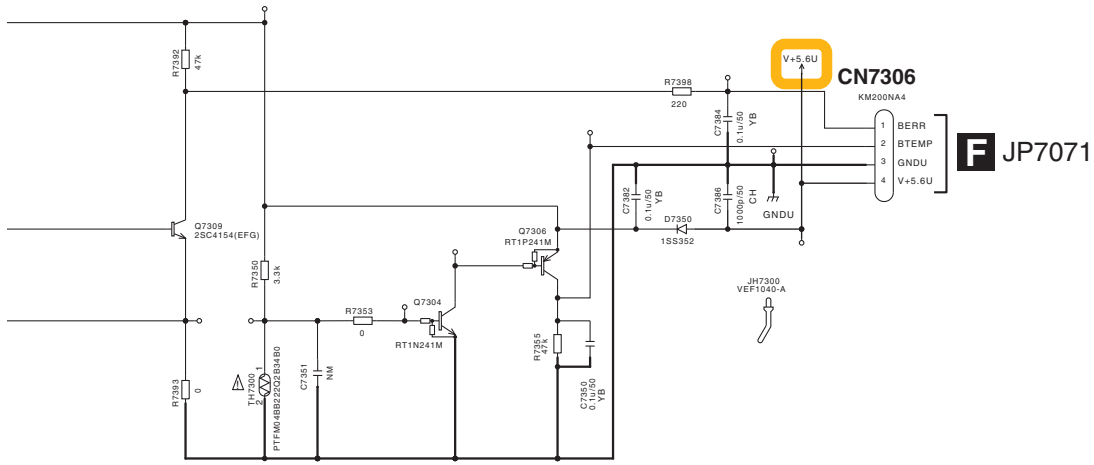 V+5.6U
CN7306
KM200NA4
R7392
47k
R7398
220
C7384
0.1u/50
YB
1 BERR
2 BTEMP
3 GNDU
4 V+5.6U
F JP7071
C7382
0.1u/50
YB
C7386
1000p/50
CH
GNDU
Q7309
2SC4154(EFG)
Q7306
RT1P241M
D7350
1SS352
R7350
3.3k
JH7300
VEF1040-A
R7353
0
Q7304
RT1N241M
R7355
47k
C7350
0.1u/50
YB
R7393
0
TH7300
1
2
PTFM04BB222Q2B34B0
C7351
NM